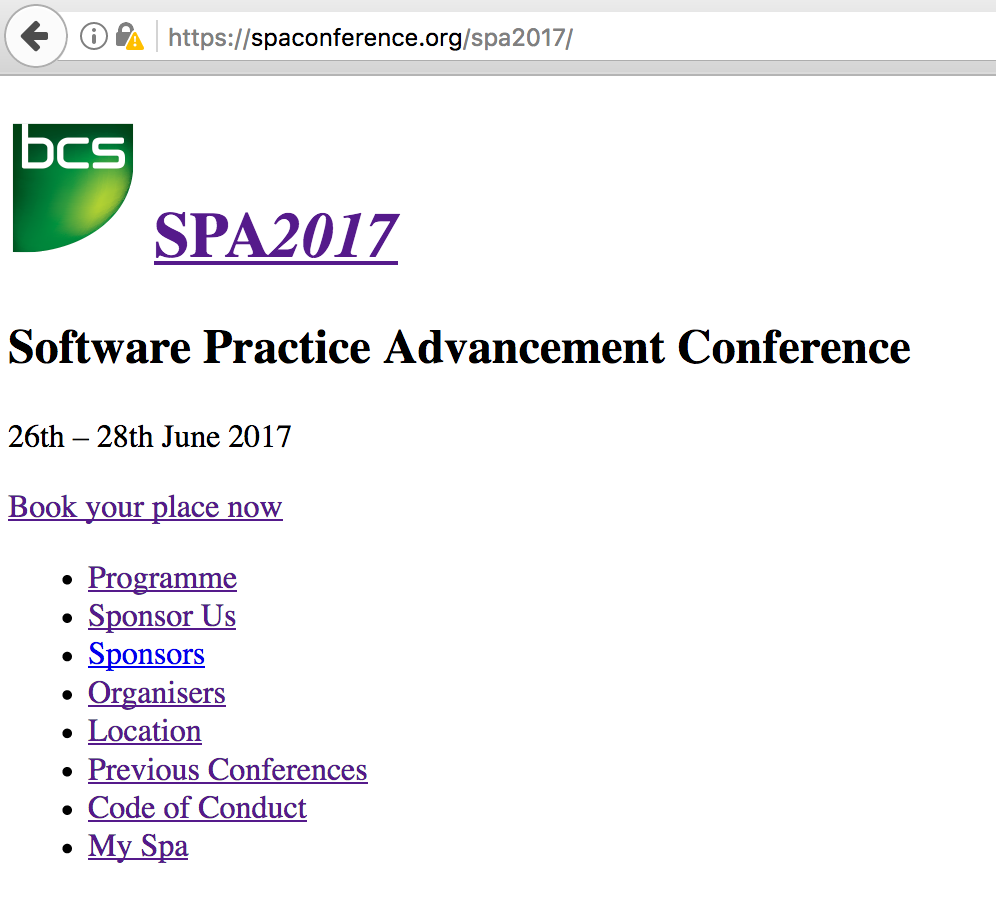 https://spaconference.org/spa2017/
bcs
SPA2017
Software Practice Advancement Conference
26th – 28th June 2017
Book your place now
Programme
Sponsor Us
Sponsors
Organisers
Location
Previous Conferences
Code of Conduct
My Spa